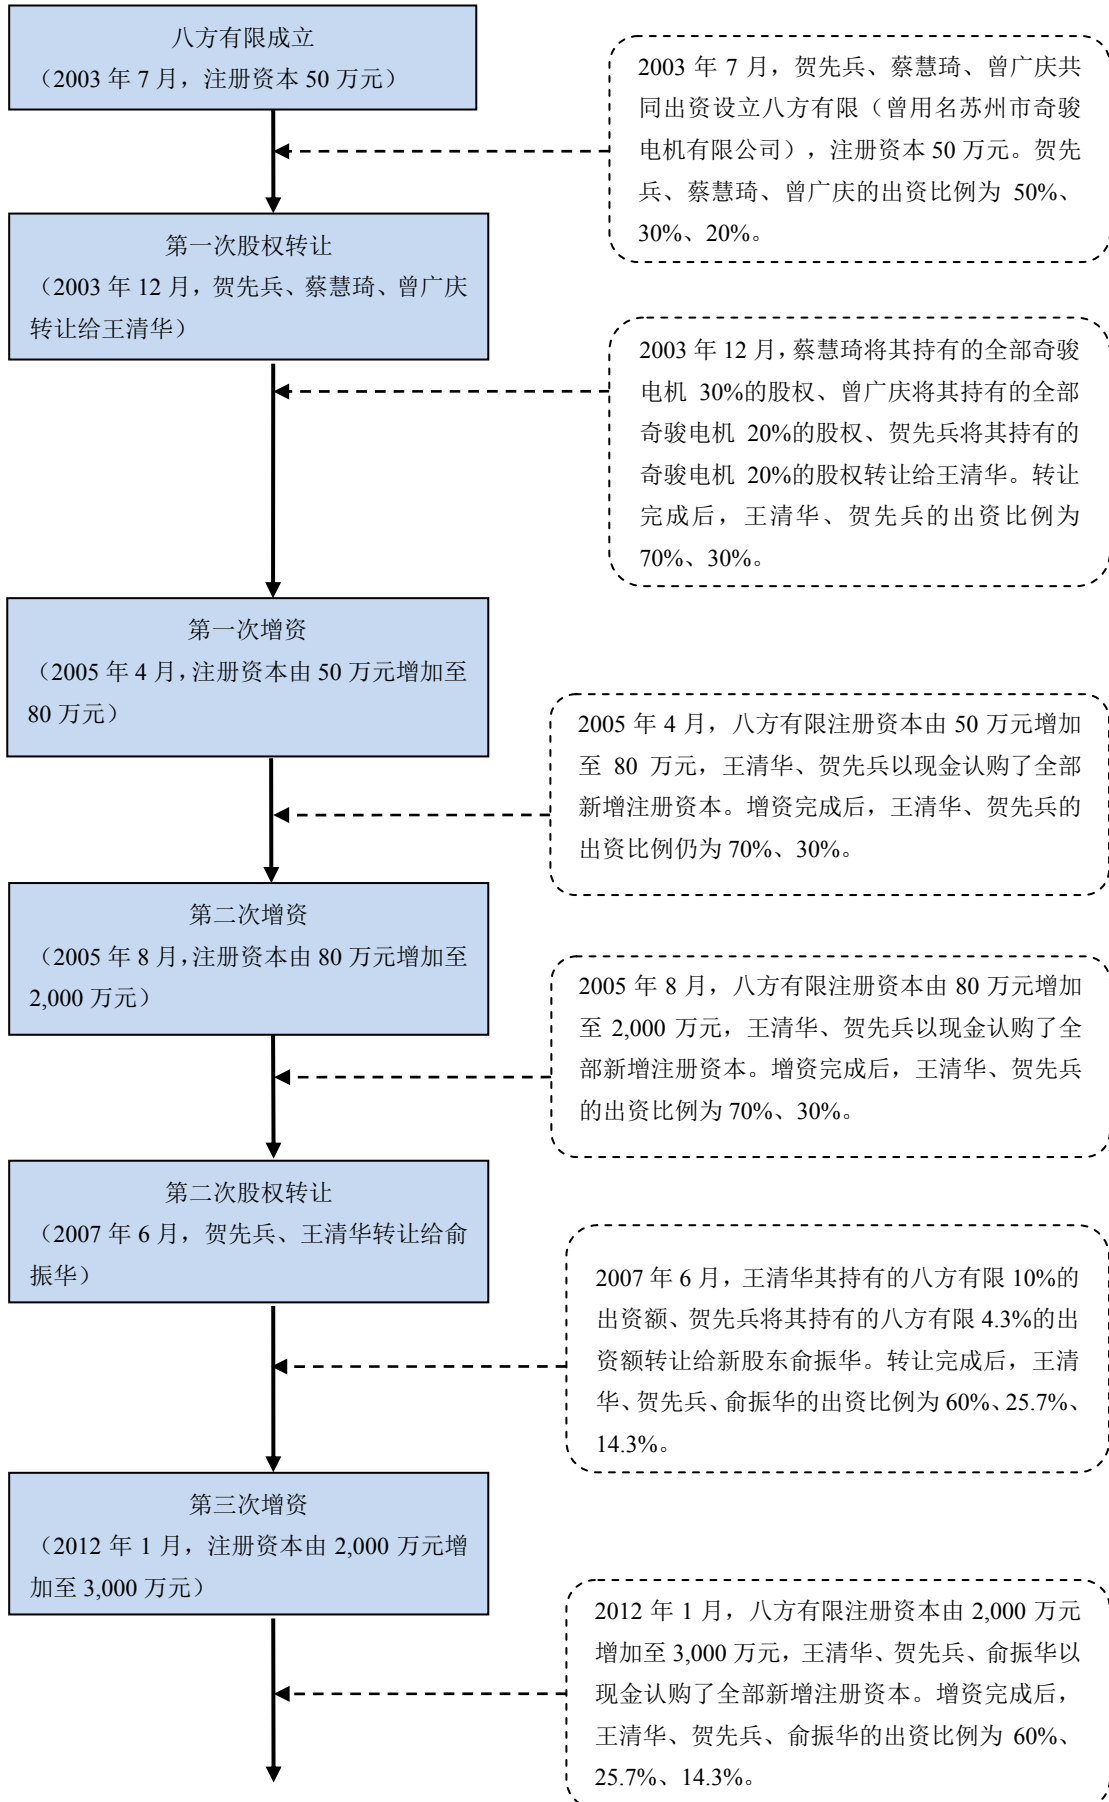 八方有限成立
（2003 年 7 月，注册资本 50 万元）
2003 年 7 月，贺先兵、蔡慧琦、曾广庆共
同出资设立八方有限（曾用名苏州市奇骏
电机有限公司），注册资本 50 万元。贺先
兵、蔡慧琦、曾广庆的出资比例为 50%、
30%、20%。
第一次股权转让
（2003 年 12 月，贺先兵、蔡慧琦、曾广庆
转让给王清华）
2003 年 12 月，蔡慧琦将其持有的全部奇骏
电机 30%的股权、曾广庆将其持有的全部
奇骏电机 20%的股权、贺先兵将其持有的
奇骏电机 20%的股权转让给王清华。转让
完成后，王清华、贺先兵的出资比例为
70%、30%。
第一次增资
（2005 年 4 月，注册资本由 50 万元增加至
80 万元）
2005 年 4 月，八方有限注册资本由 50 万元增加
至 80 万元，王清华、贺先兵以现金认购了全部
新增注册资本。增资完成后，王清华、贺先兵的
出资比例仍为 70%、30%。
第二次增资
（2005 年 8 月，注册资本由 80 万元增加至
2,000 万元）
2005 年 8 月，八方有限注册资本由 80 万元增加
至 2,000 万元，王清华、贺先兵以现金认购了全
部新增注册资本。增资完成后，王清华、贺先兵
的出资比例为 70%、30%。
第二次股权转让
（2007 年 6 月，贺先兵、王清华转让给俞
振华）
2007 年 6 月，王清华其持有的八方有限 10%的
出资额、贺先兵将其持有的八方有限 4.3%的出
资额转让给新股东俞振华。转让完成后，王清
华、贺先兵、俞振华的出资比例为 60%、25.7%、
14.3%。
第三次增资
（2012 年 1 月，注册资本由 2,000 万元增
加至 3,000 万元）
2012 年 1 月，八方有限注册资本由 2,000 万元
增加至 3,000 万元，王清华、贺先兵、俞振华以
现金认购了全部新增注册资本。增资完成后，
王清华、贺先兵、俞振华的出资比例为 60%、
25.7%、14.3%。